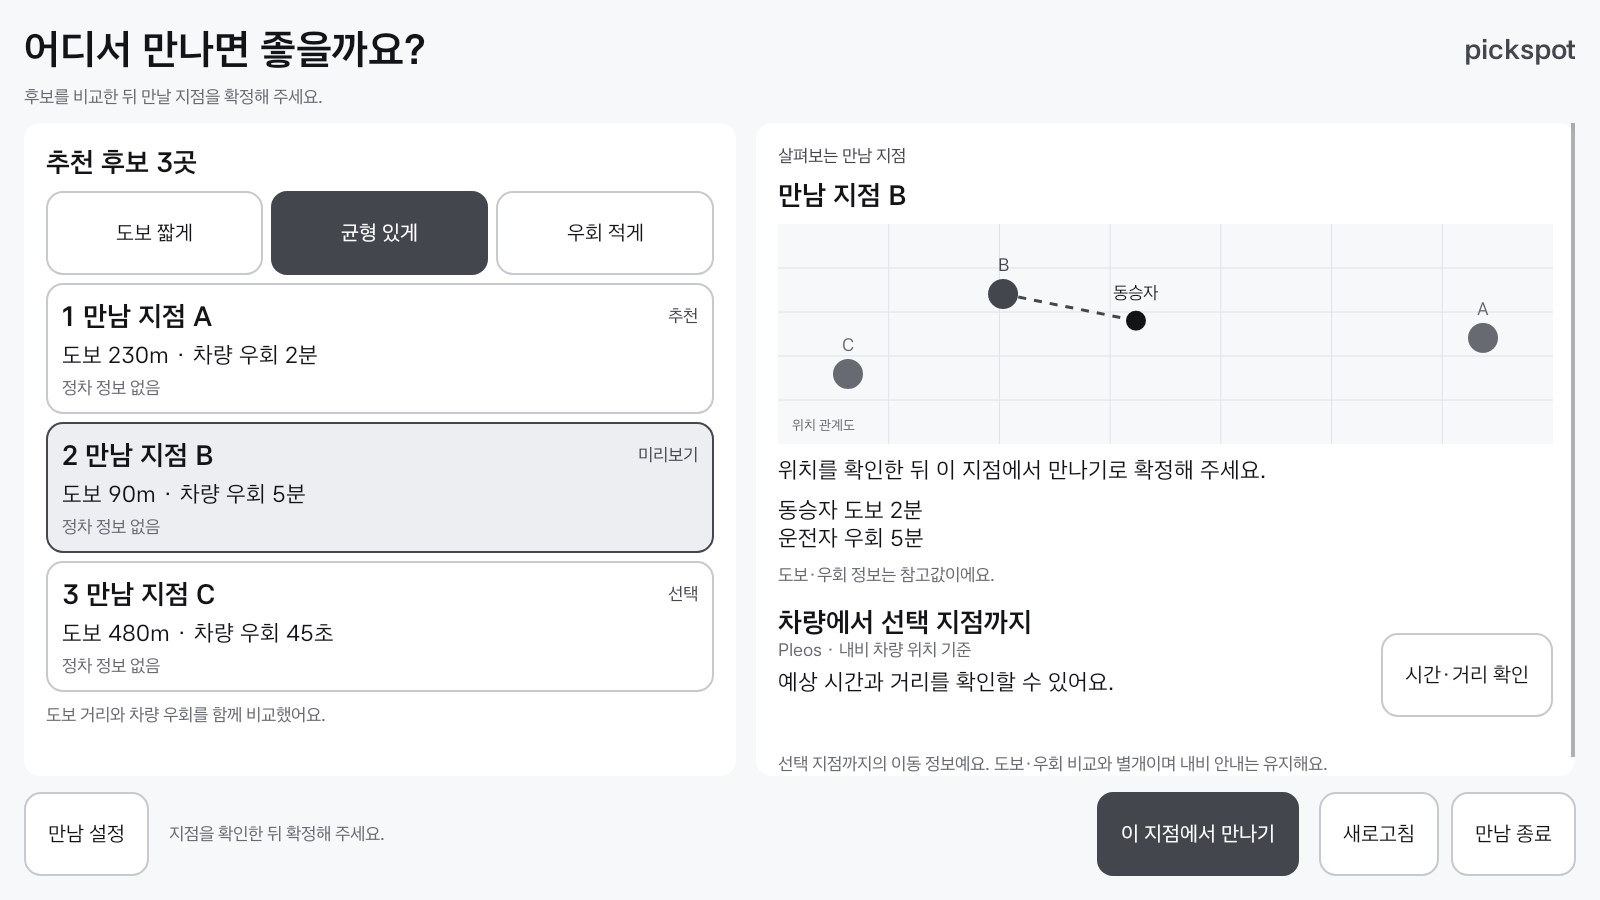 어디서 만나면 좋을까요?
pickspot
후보를 비교한 뒤 만날 지점을 확정해 주세요.
추천 후보 3곳
도보 짧게
균형 있게
우회 적게
1 만남 지점 A
추천
도보 230m · 차량 우회 2분
정차 정보 없음
2 만남 지점 B
미리보기
도보 90m · 차량 우회 5분
정차 정보 없음
3 만남 지점 C
선택
도보 480m · 차량 우회 45초
정차 정보 없음
도보 거리와 차량 우회를 함께 비교했어요.
살펴보는 만남 지점
만남 지점 B
B
동승자
A
C
위치 관계도
위치를 확인한 뒤 이 지점에서 만나기로 확정해 주세요.
동승자 도보 2분
운전자 우회 5분
도보·우회 정보는 참고값이에요.
차량에서 선택 지점까지
Pleos · 내비 차량 위치 기준
예상 시간과 거리를 확인할 수 있어요.
시간·거리 확인
선택 지점까지의 이동 정보예요. 도보·우회 비교와 별개이며 내비 안내는 유지해요.
만남 설정
지점을 확인한 뒤 확정해 주세요.
이 지점에서 만나기
새로고침
만남 종료